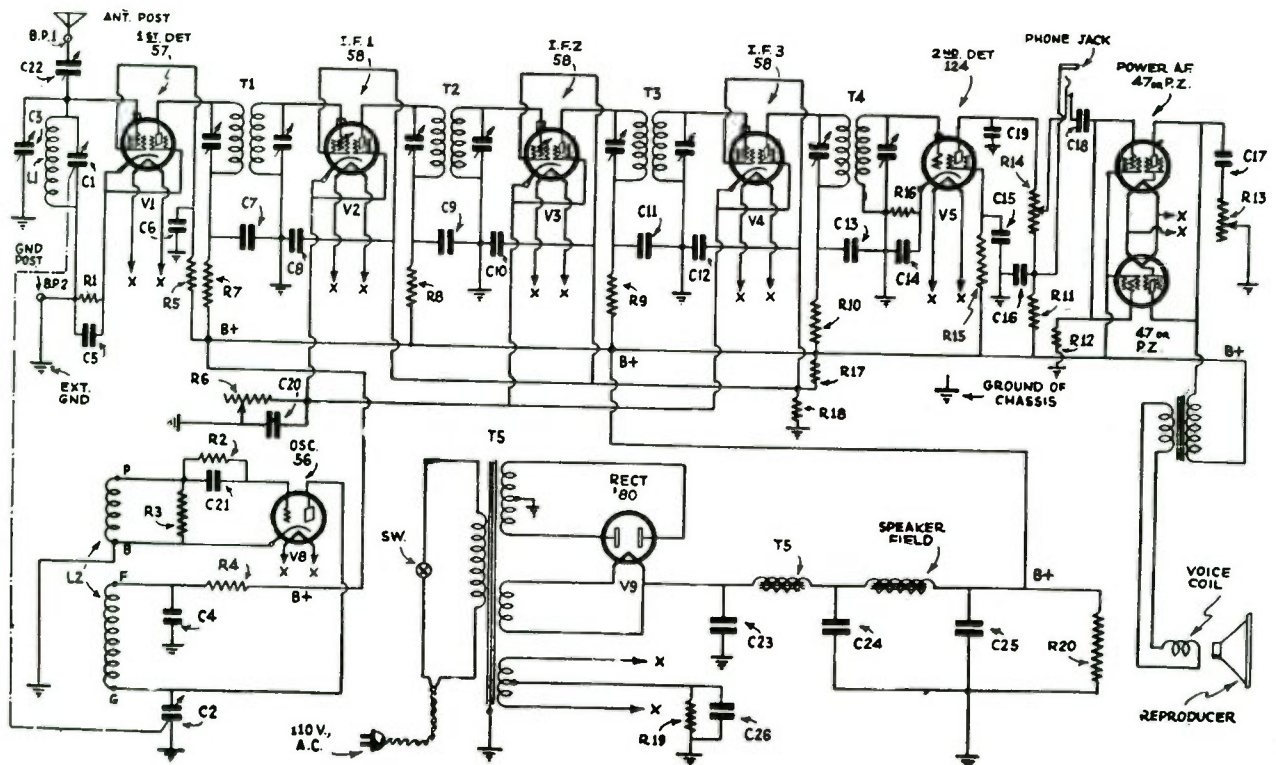 ANT. POST
B.P.1
C22
1ST. DET
57
I.F.1
58
I.F.2
58
I.F.3
58
2ND. DET
124
PHONE JACK
POWER A.F.
47 OR P.Z.
C3
L1
C1
V1
T1
V2
T2
V3
T3
V4
T4
V5
R16
C19
R14
C18
C17
R13
C6
C7
C8
C9
C10
C11
C12
C13
C14
C15
C16
X
X
GND
POST
B.P.2
R1
C5
R5
R7
X
X
X
X
R8
X
X
R9
X
X
R10
X
X
R15
R11
R12
47 OR
P.Z.
EXT.
GND
B+
B+
B+
R6
C20
R17
R18
GROUND OF
CHASSIS
R2
C21
OSC.
56
R3
P
B
V8
X
X
L2
F
R4
B+
C4
G
C2
T5
SW.
110 V.,
A.C.
RECT
'80
V9
T5
SPEAKER
FIELD
B+
C23
C24
C25
R20
X
X
R19
C26
VOICE
COIL
REPRODUCER